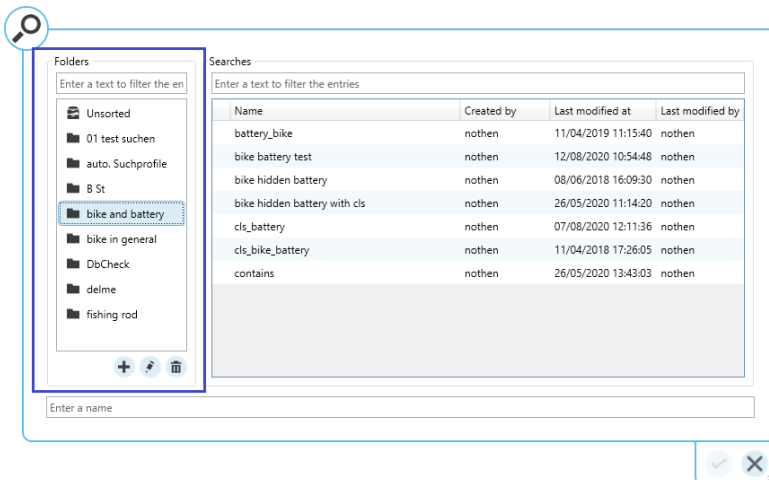 Folders
Enter a text to filter the en
Unsorted
01 test suchen
auto. Suchprofile
B St
bike and battery
bike in general
DbCheck
delme
fishing rod
Searches
Enter a text to filter the entries
Name Created by Last modified at Last modified by
battery_bike nothen 11/04/2019 11:15:40 nothen
bike battery test nothen 12/08/2020 10:54:48 nothen
bike hidden battery nothen 08/06/2018 16:09:30 nothen
bike hidden battery with cls nothen 26/05/2020 11:14:20 nothen
cls_battery nothen 07/08/2020 12:11:36 nothen
cls_bike_battery nothen 11/04/2018 17:26:05 nothen
contains nothen 26/05/2020 13:43:03 nothen
Enter a name